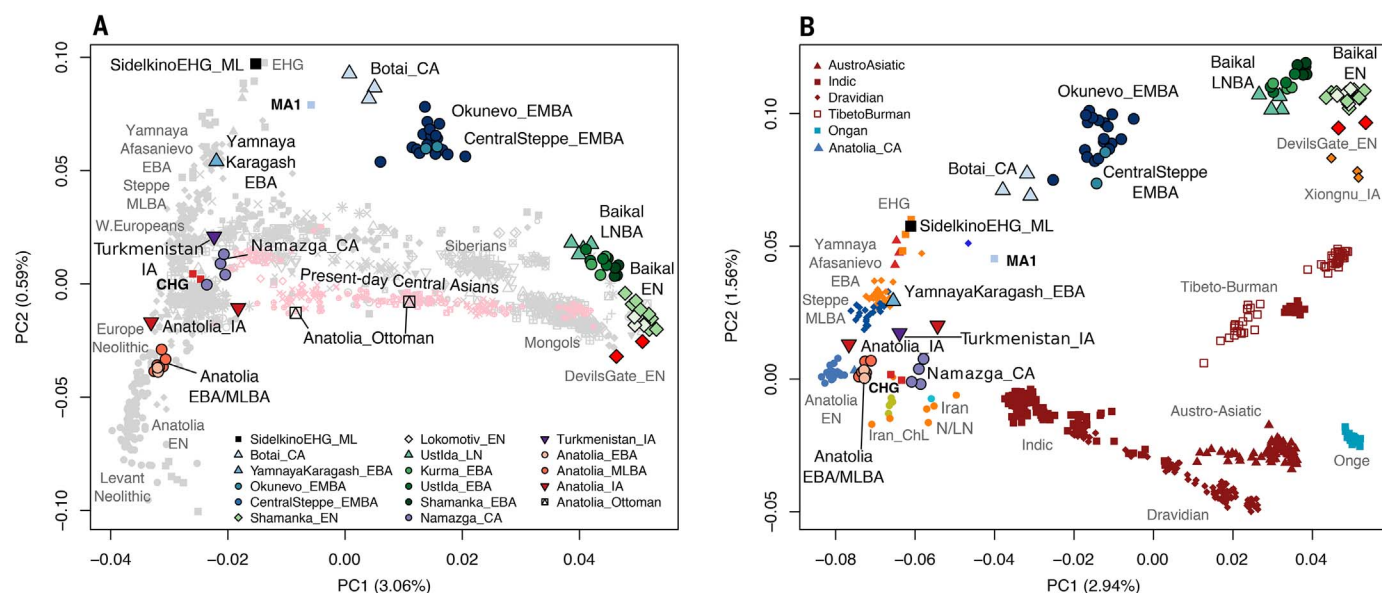 A
SidelkinoEHG_ML
EHG
MA1
Botai_CA
Okunevo_EMBA
CentralSteppe_EMBA
Yamnaya
Afasanievo
EBA
Steppe
MLBA
Yamnaya
Karagash
EBA
W.Europeans
Turkmenistan
IA
Namazga_CA
CHG
Siberians
Baikal
LNBA
Baikal
EN
Present-day Central Asians
Europe
Neolithic
Anatolia_IA
Anatolia_Ottoman
Mongols
DevilsGate_EN
Anatolia
EBA/MLBA
Anatolia
EN
Levant
Neolithic
SidelkinoEHG_ML
Botai_CA
YamnayaKaragash_EBA
Okunevo_EMBA
CentralSteppe_EMBA
Shamanka_EN
Lokomotiv_EN
UstIda_LN
Kurma_EBA
UstIda_EBA
Shamanka_EBA
Namazga_CA
Turkmenistan_IA
Anatolia_EBA
Anatolia_MLBA
Anatolia_IA
Anatolia_Ottoman
0.10
0.05
0.00
−0.05
−0.10
PC2 (0.59%)
−0.04
−0.02
0.00
0.02
0.04
PC1 (3.06%)
B
AustroAsiatic
Indic
Dravidian
TibetoBurman
Ongan
Anatolia_CA
Okunevo_EMBA
Baikal
LNBA
Baikal
EN
DevilsGate_EN
Xiongnu_IA
Botai_CA
CentralSteppe
EMBA
EHG
SidelkinoEHG_ML
MA1
Yamnaya
Afasanievo
EBA
Steppe
MLBA
YamnayaKaragash_EBA
Tibeto-Burman
Anatolia_IA
Turkmenistan_IA
Namazga_CA
CHG
Anatolia
EN
Iran_ChL
Iran
N/LN
Anatolia
EBA/MLBA
Indic
Austro-Asiatic
Onge
Dravidian
0.10
0.05
0.00
−0.05
PC2 (1.56%)
−0.08
−0.06
−0.04
−0.02
0.00
0.02
0.04
PC1 (2.94%)